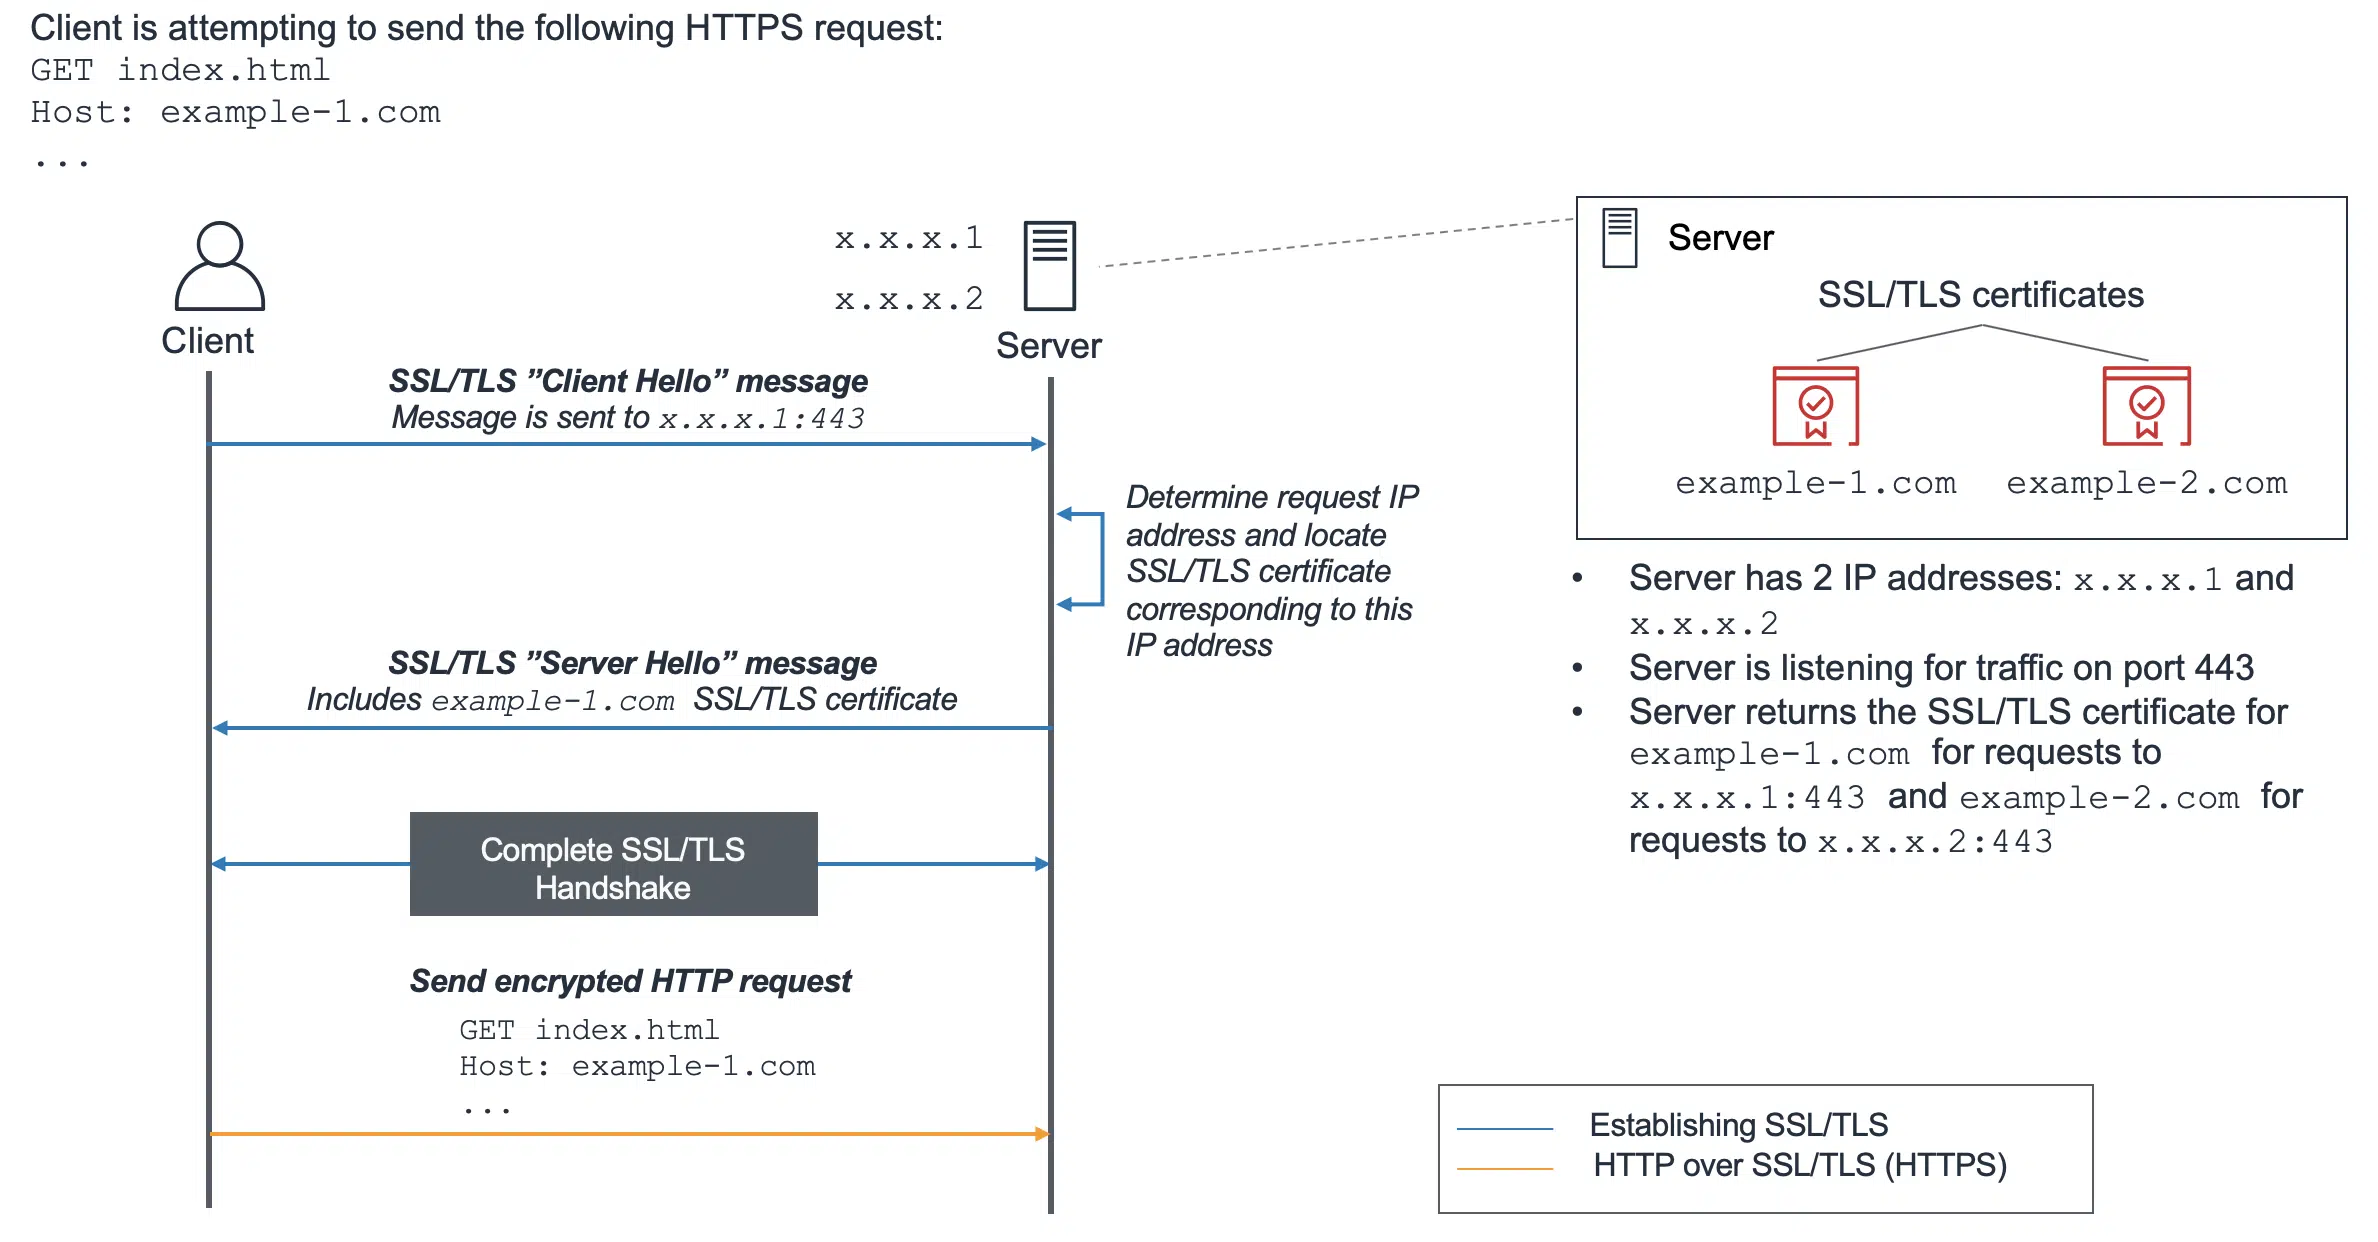 Client is attempting to send the following HTTPS request:
GET index.html
Host: example-1.com
...
x.x.x.1
x.x.x.2
Client
Server
Server
SSL/TLS certificates
example-1.com
example-2.com
SSL/TLS ”Client Hello” message
Message is sent to x.x.x.1:443
Determine request IP
address and locate
SSL/TLS certificate
corresponding to this
IP address
SSL/TLS ”Server Hello” message
Includes example-1.com SSL/TLS certificate
Complete SSL/TLS
Handshake
Send encrypted HTTP request
GET index.html
Host: example-1.com
...
• Server has 2 IP addresses: x.x.x.1 and
x.x.x.2
• Server is listening for traffic on port 443
• Server returns the SSL/TLS certificate for
example-1.com for requests to
x.x.x.1:443 and example-2.com for
requests to x.x.x.2:443
Establishing SSL/TLS
HTTP over SSL/TLS (HTTPS)